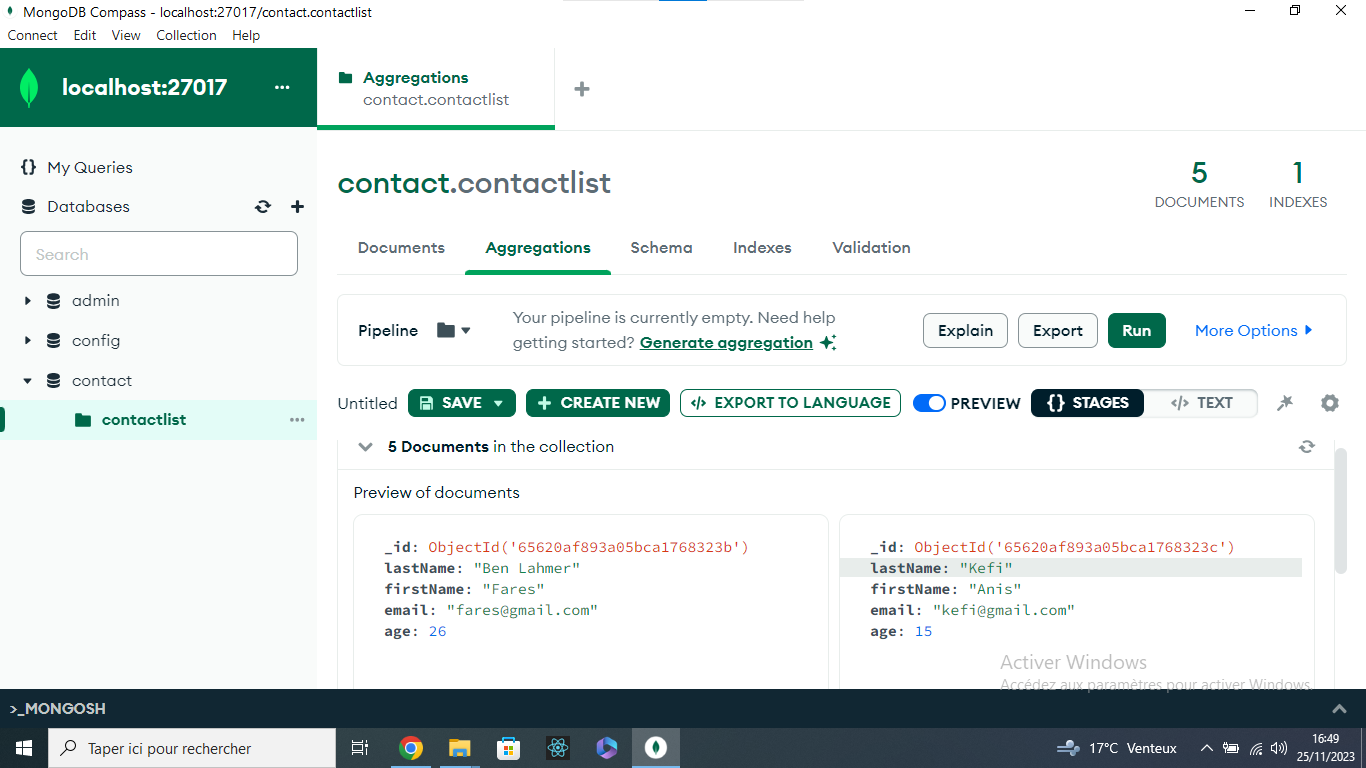 MongoDB Compass - localhost:27017/contact.contactlist
Connect Edit View Collection Help
localhost:27017 ...
Aggregations
contact.contactlist
+
{} My Queries
Databases
Search
admin
config
contact
contactlist ...
contact.contactlist
5
DOCUMENTS
1
INDEXES
Documents Aggregations Schema Indexes Validation
Pipeline
Your pipeline is currently empty. Need help
getting started? Generate aggregation
Explain Export Run More Options
Untitled SAVE + CREATE NEW </> EXPORT TO LANGUAGE PREVIEW {} STAGES </> TEXT
5 Documents in the collection
Preview of documents
_id: ObjectId('65620af893a05bca1768323b')
lastName: "Ben Lahmer"
firstName: "Fares"
email: "fares@gmail.com"
age: 26
_id: ObjectId('65620af893a05bca1768323c')
lastName: "Kefi"
firstName: "Anis"
email: "kefi@gmail.com"
age: 15
Activer Windows
Accédez aux paramètres pour activer Windows.
>_MONGOSH
Taper ici pour rechercher
17°C Venteux
16:49
25/11/2023